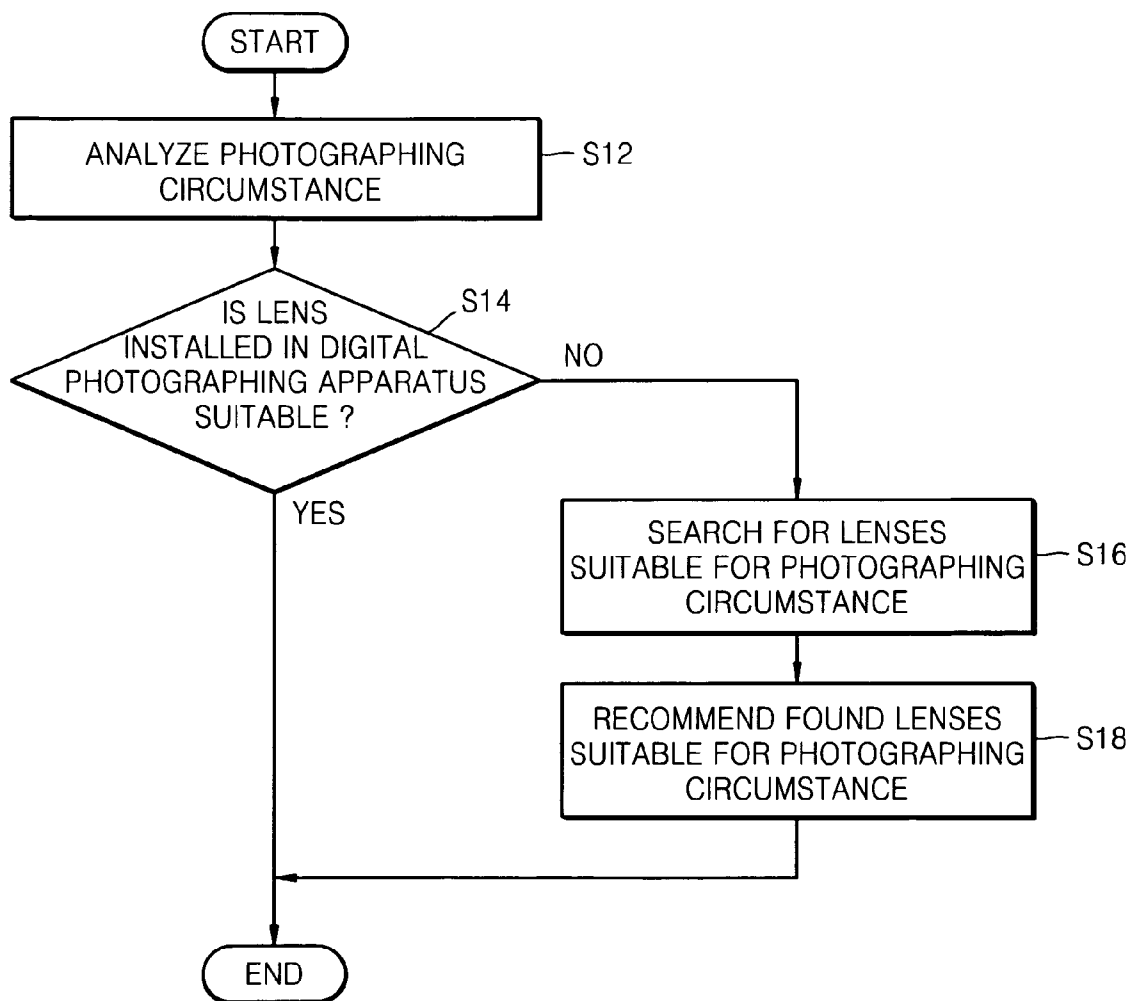 START
ANALYZE PHOTOGRAPHING
CIRCUMSTANCE
S12
IS LENS
INSTALLED IN DIGITAL
PHOTOGRAPHING APPARATUS
SUITABLE ?
S14
NO
YES
SEARCH FOR LENSES
SUITABLE FOR PHOTOGRAPHING
CIRCUMSTANCE
S16
RECOMMEND FOUND LENSES
SUITABLE FOR PHOTOGRAPHING
CIRCUMSTANCE
S18
END